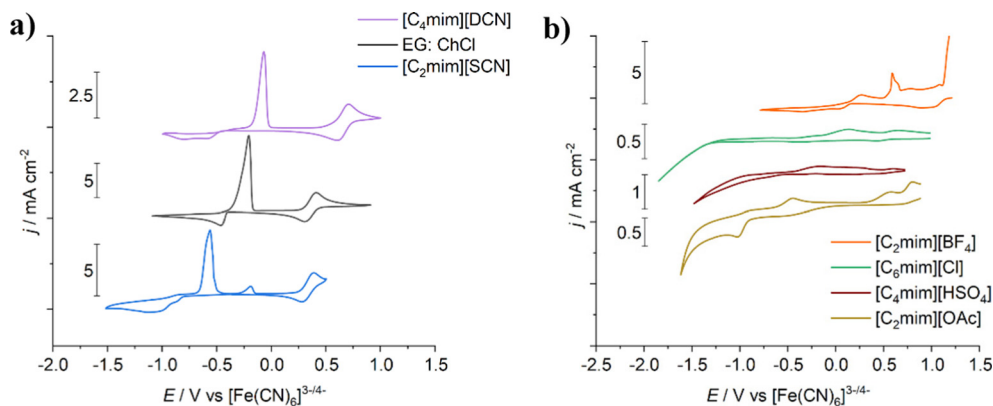 a)
[C₄mim][DCN]
EG: ChCl
[C₂mim][SCN]
2.5
5
5
j / mA cm⁻²
-2.0 -1.5 -1.0 -0.5 0.0 0.5 1.0 1.5
E / V vs [Fe(CN)₆]³⁻/⁴⁻
b)
5
0.5
1
0.5
j / mA cm⁻²
[C₂mim][BF₄]
[C₆mim][Cl]
[C₄mim][HSO₄]
[C₂mim][OAc]
-2.5 -2.0 -1.5 -1.0 -0.5 0.0 0.5 1.0 1.5
E / V vs [Fe(CN)₆]³⁻/⁴⁻